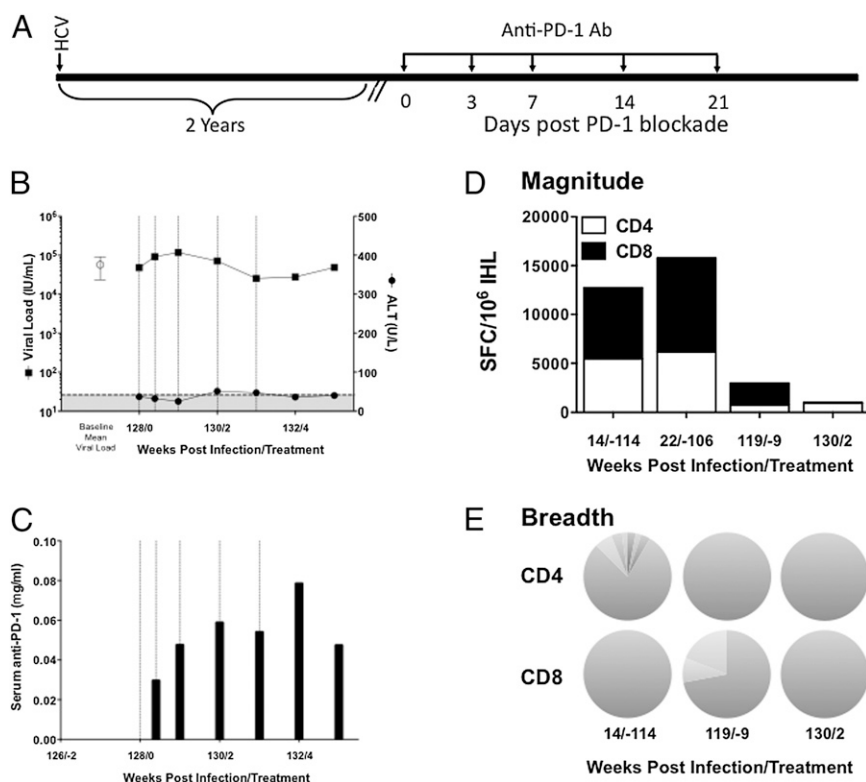 A
HCV
Anti-PD-1 Ab
2 Years
0 3 7 14 21
Days post PD-1 blockade
B
Viral Load (IU/mL)
10⁶
10⁵
10⁴
10³
10²
10¹
500
400
300
200
100
0
ALT (U/L)
Baseline
Mean
Viral Load
128/0 130/2 132/4
Weeks Post Infection/Treatment
C
Serum anti-PD-1 (mg/ml)
0.10
0.08
0.06
0.04
0.02
0.00
126/-2 128/0 130/2 132/4
Weeks Post Infection/Treatment
D Magnitude
SFC/10⁶ IHL
20000
15000
10000
5000
0
CD4
CD8
14/-114 22/-106 119/-9 130/2
Weeks Post Infection/Treatment
E Breadth
CD4
CD8
14/-114 119/-9 130/2
Weeks Post Infection/Treatment